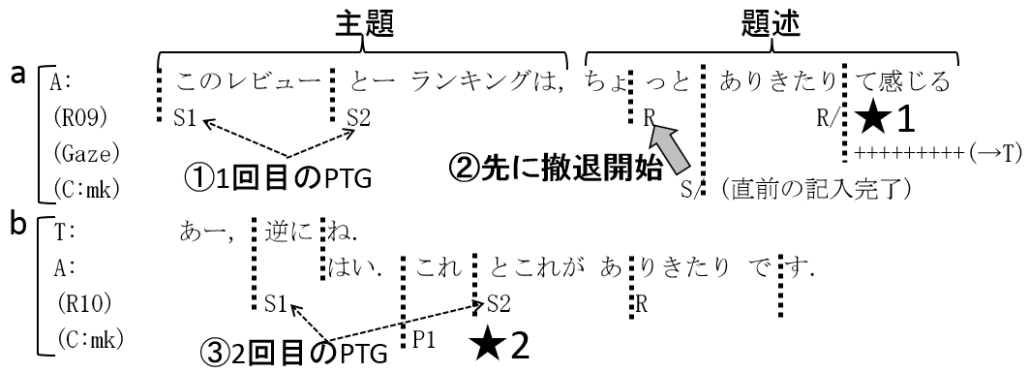 主題 題述
a A: このレビュー とー ランキングは, ちょ っと ありきたり て感じる
(R09) S1 S2 R R/ ★1
(Gaze) +++++++++(→T)
①1回目のPTG ②先に撤退開始
(C:mk) S/ (直前の記入完了)
b T: あー, 逆に ね.
A: はい. これ とこれが あ りきたり で す.
(R10) S1 S2 R
(C:mk) P1 ★2
③2回目のPTG